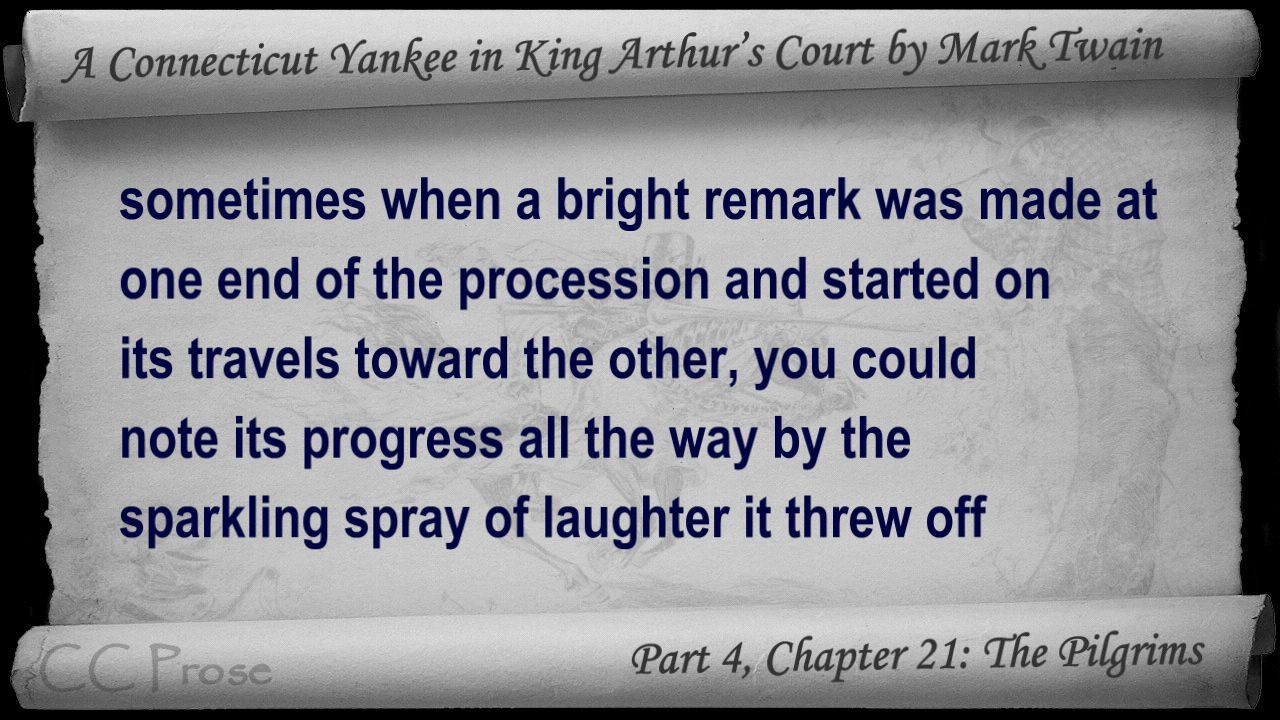 A Connecticut Yankee in King Arthur's Court by Mark Twain
sometimes when a bright remark was made at
one end of the procession and started on
its travels toward the other, you could
note its progress all the way by the
sparkling spray of laughter it threw off
CC Prose
Part 4, Chapter 21: The Pilgrims